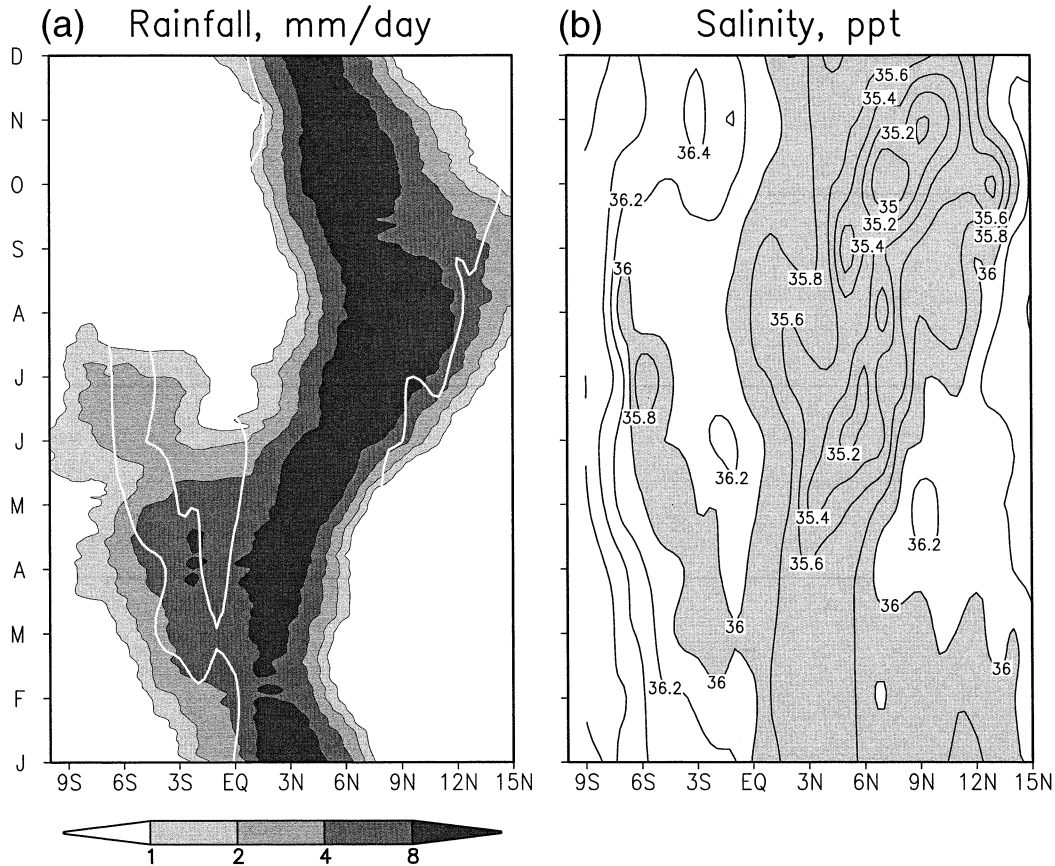 (a) Rainfall, mm/day
D
N
O
S
A
J
J
M
A
M
F
J
9S 6S 3S EQ 3N 6N 9N 12N 15N
1 2 4 8
(b) Salinity, ppt
35.6
35.4
35.2
36.4
36.2
35
35.6
35.2
35.8
35.4
36
36
35.8
35.6
35.8
35.2
36.2
35.4
36.2
35.6
36
36
36
36
36.2
9S 6S 3S EQ 3N 6N 9N 12N 15N